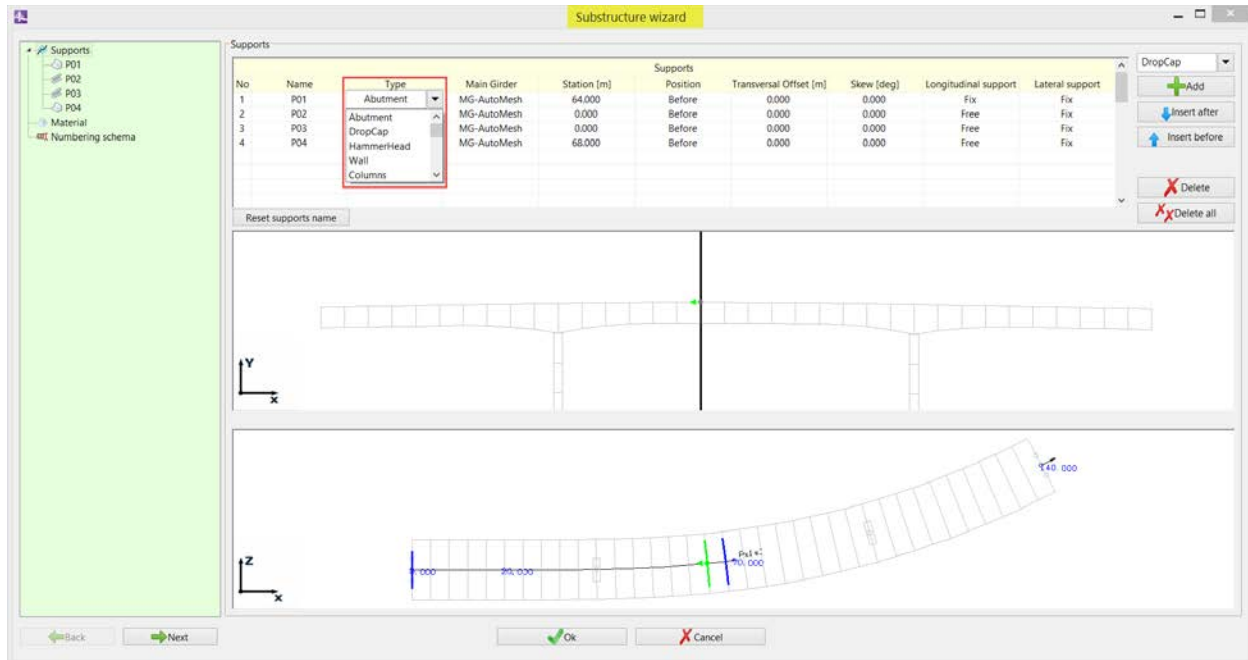 Substructure wizard
Supports
P01
P02
P03
P04
Material
Numbering schema
Supports
Supports
No Name Type Main Girder Station [m] Position Transversal Offset [m] Skew [deg] Longitudinal support Lateral support
1 P01 Abutment MG-AutoMesh 64.000 Before 0.000 0.000 Fix Fix
2 P02 MG-AutoMesh 0.000 Before 0.000 0.000 Free Fix
3 P03 MG-AutoMesh 0.000 Before 0.000 0.000 Free Fix
4 P04 MG-AutoMesh 68.000 Before 0.000 0.000 Free Fix
Abutment
DropCap
HammerHead
Wall
Columns
Reset supports name
DropCap
Add
Insert after
Insert before
Delete
Delete all
Y
x
140.000
20.000
70.000
Z
x
Back
Next
Ok
Cancel